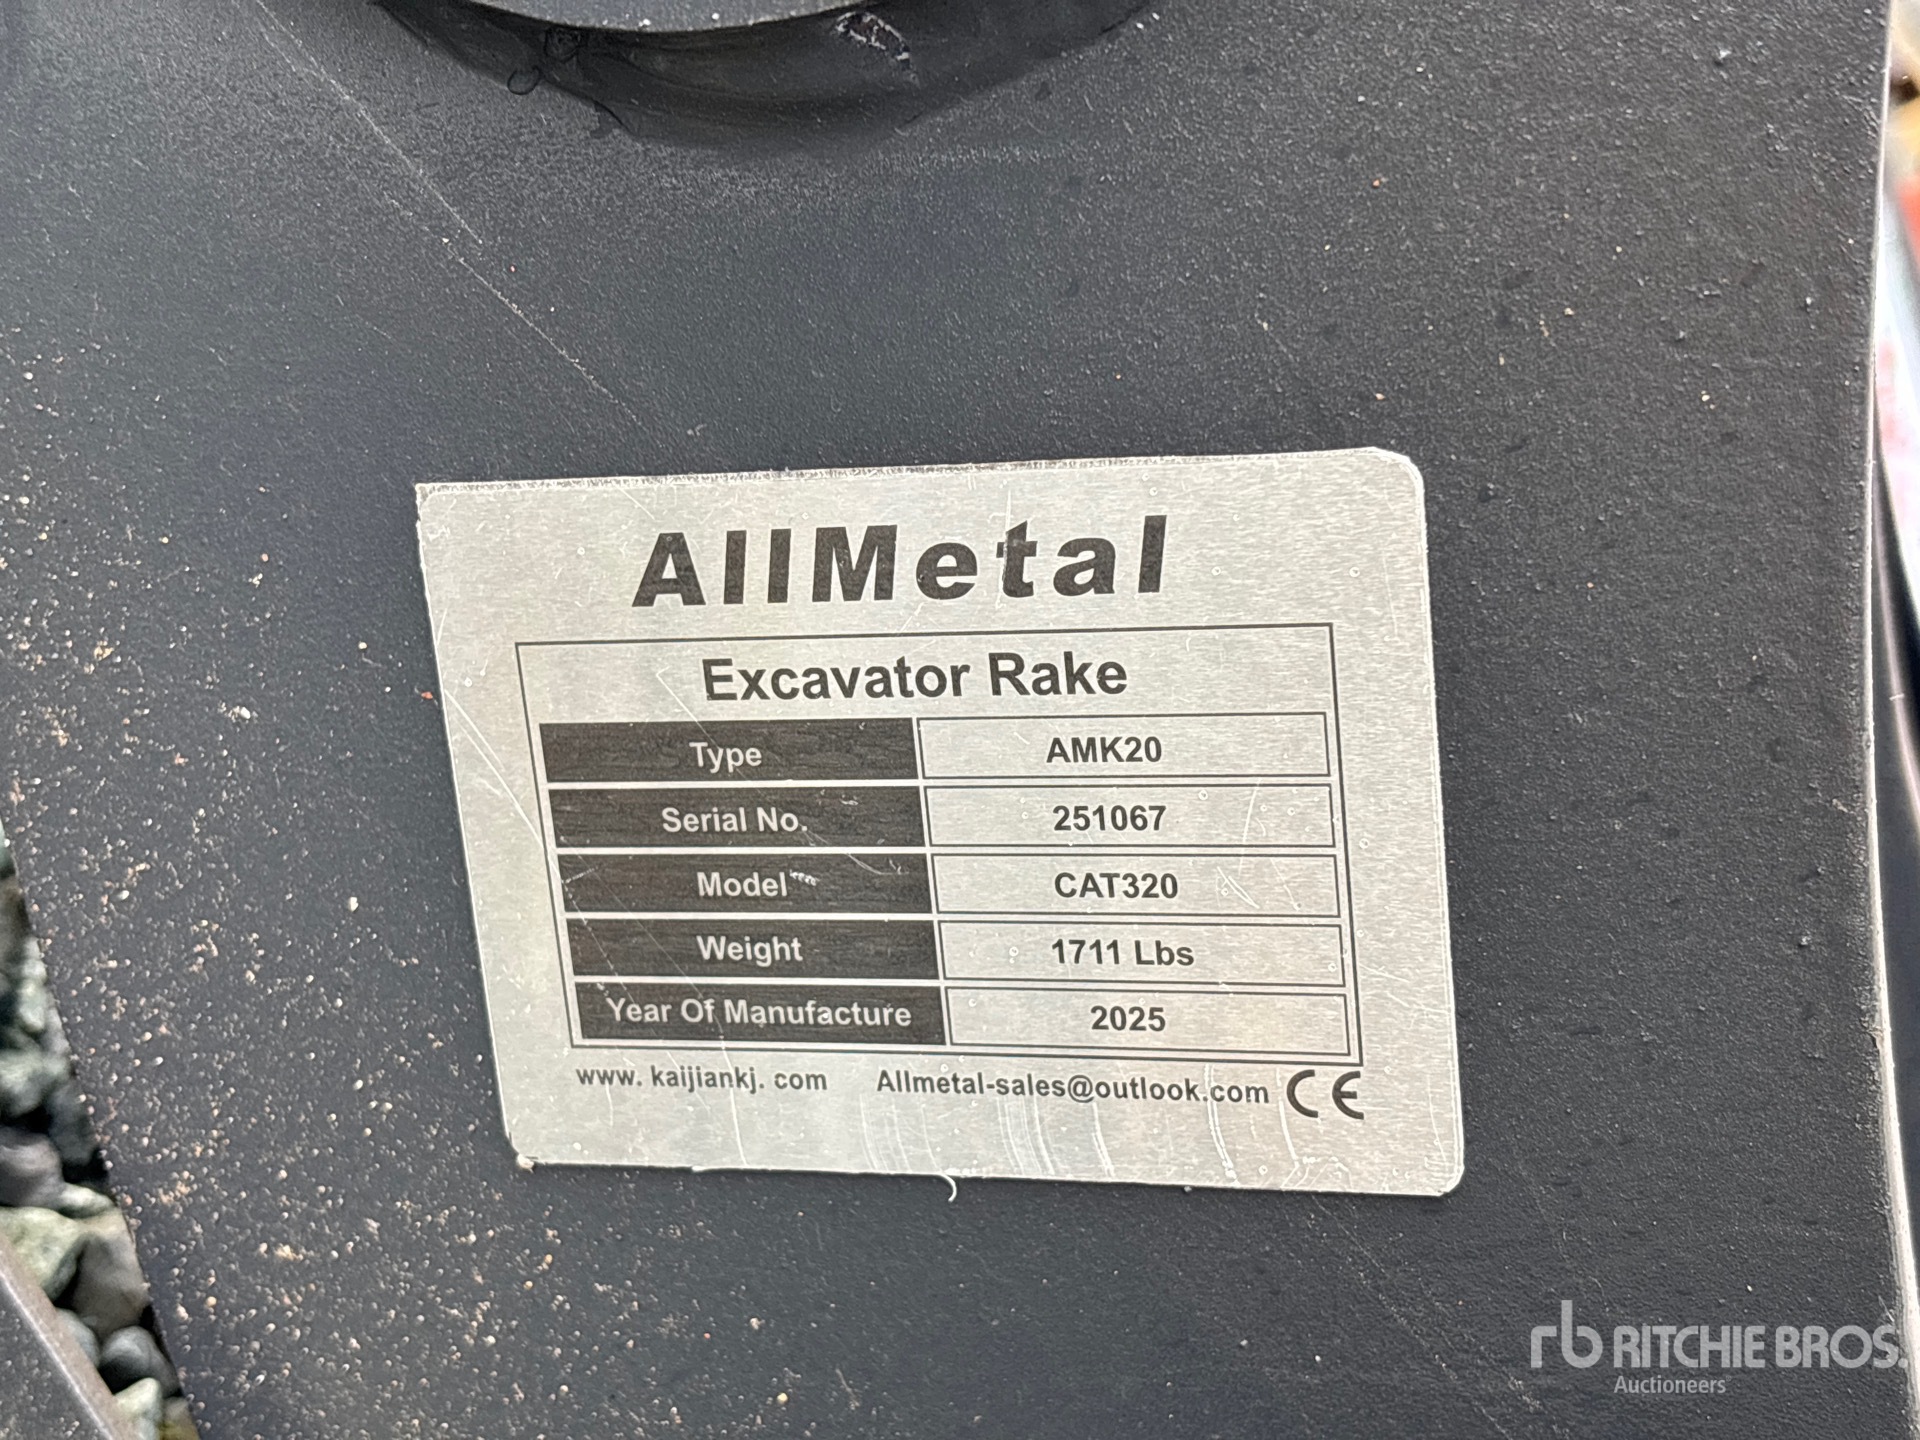 AllMetal
Excavator Rake
Type AMK20
Serial No. 251067
Model CAT320
Weight 1711 Lbs
Year Of Manufacture 2025
www. kaijiankj. com Allmetal-sales@outlook.com CE
rb RITCHIE BROS.
Auctioneers